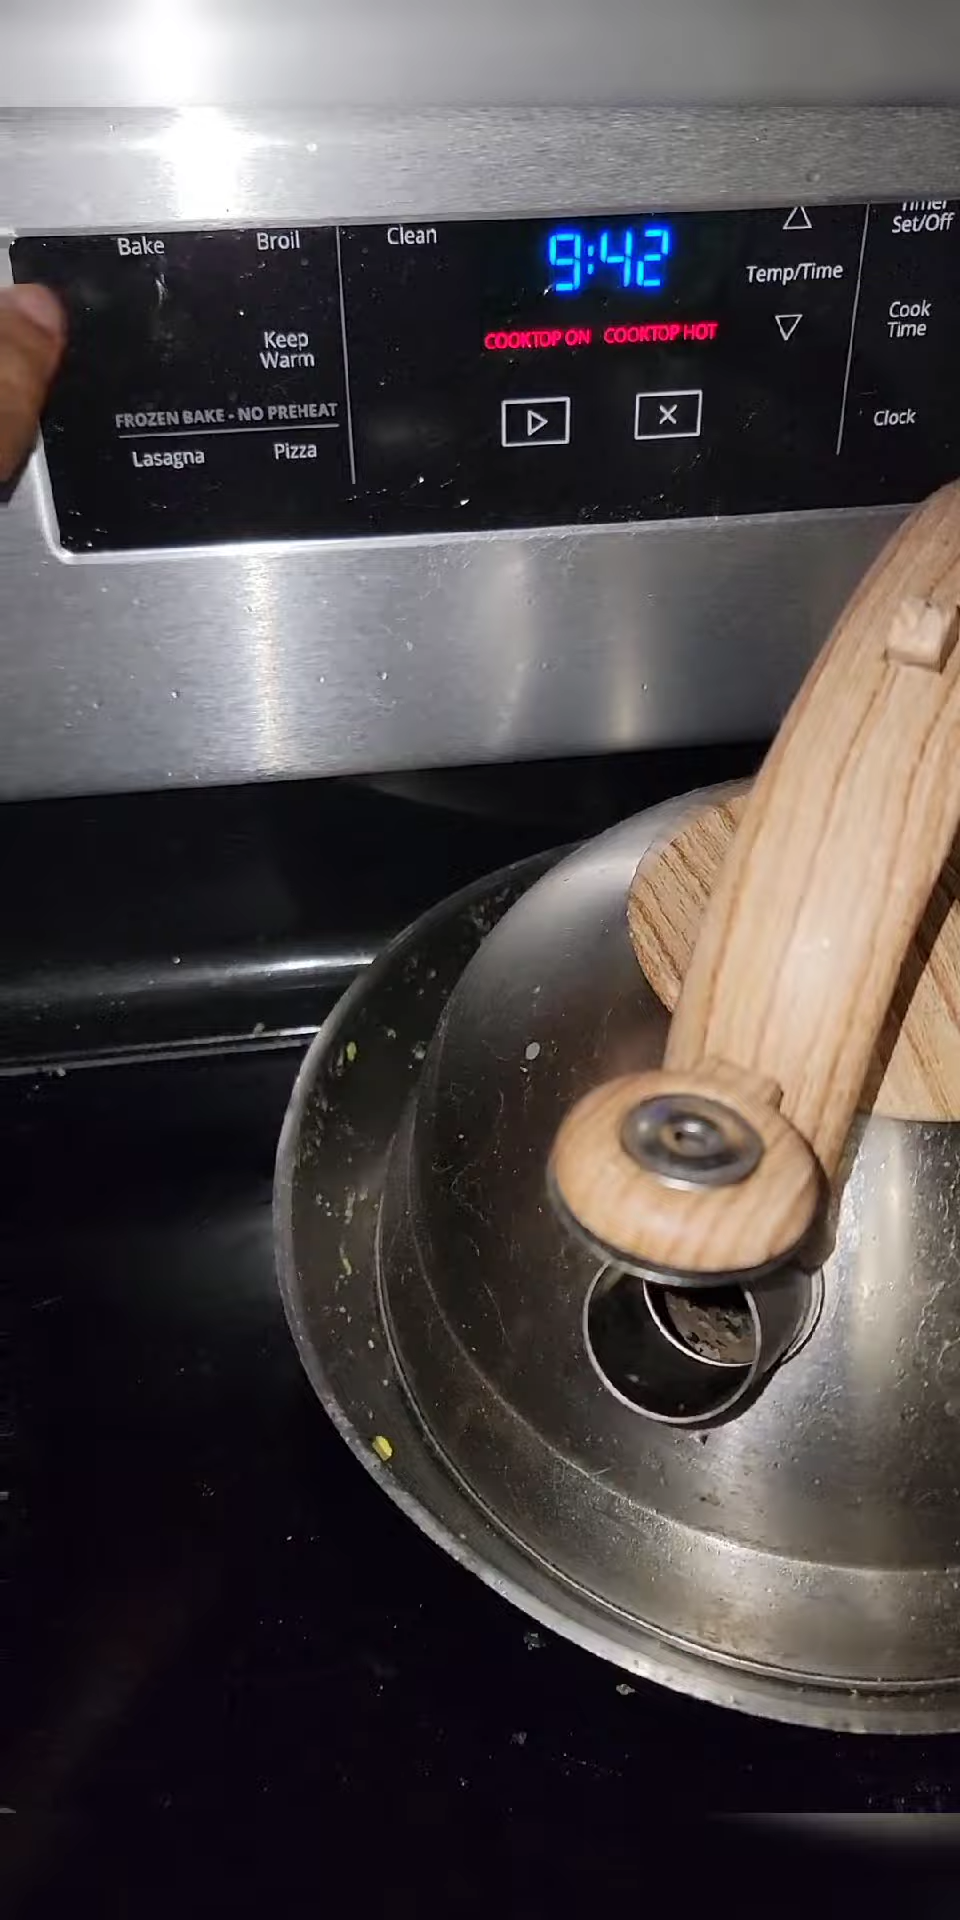 Bake
Broil
Clean
9:42
Timer
Set/Off
Temp/Time
Keep
Warm
COOKTOP ON COOKTOP HOT
Cook
Time
FROZEN BAKE - NO PREHEAT
Lasagna
Pizza
Clock